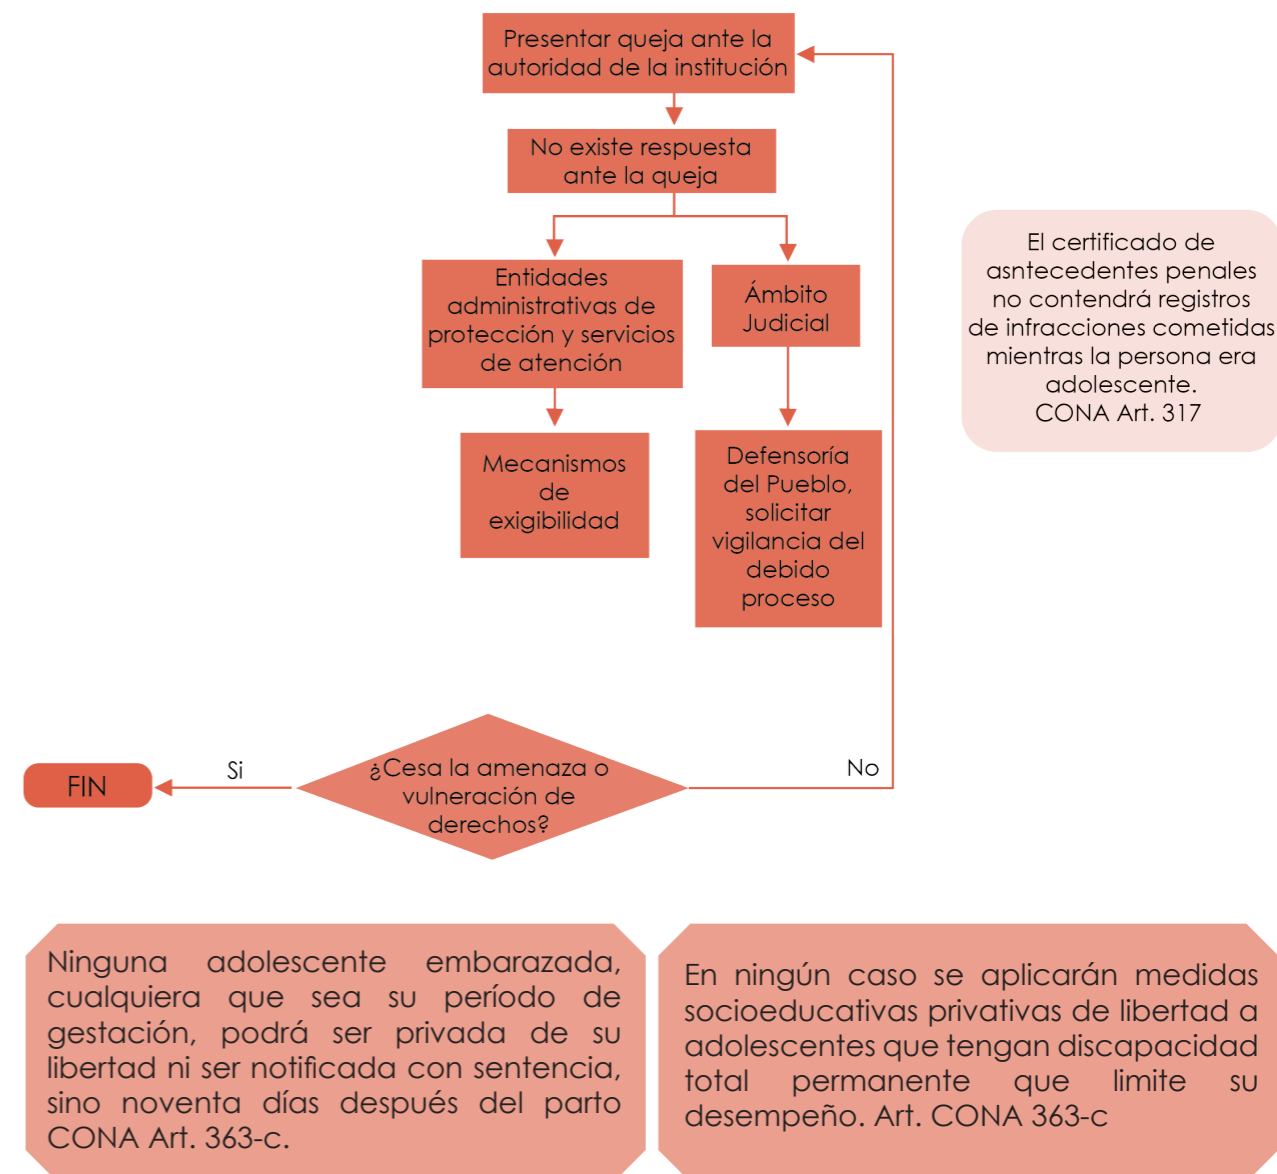 Presentar queja ante la
autoridad de la institución
No existe respuesta
ante la queja
Entidades
administrativas de
protección y servicios
de atención
Ámbito
Judicial
El certificado de
asntecedentes penales
no contendrá registros
de infracciones cometidas
mientras la persona era
adolescente.
CONA Art. 317
Mecanismos
de
exigibilidad
Defensoría
del Pueblo,
solicitar
vigilancia del
debido
proceso
FIN
Si
¿Cesa la amenaza o
vulneración de
derechos?
No
Ninguna adolescente embarazada,
cualquiera que sea su período de
gestación, podrá ser privada de su
libertad ni ser notificada con sentencia,
sino noventa días después del parto
CONA Art. 363-c.
En ningún caso se aplicarán medidas
socioeducativas privativas de libertad a
adolescentes que tengan discapacidad
total permanente que limite su
desempeño. Art. CONA 363-c